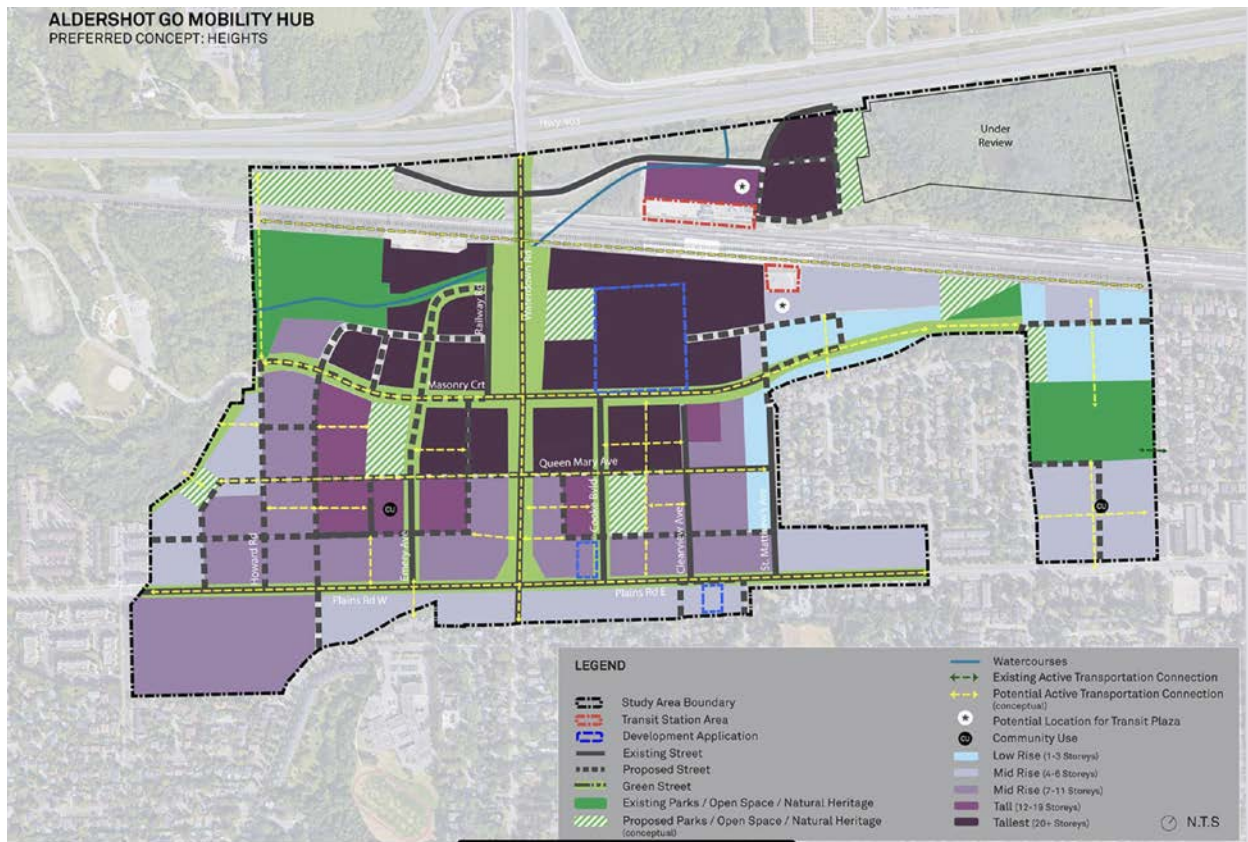 ALDERSHOT GO MOBILITY HUB
PREFERRED CONCEPT: HEIGHTS
Hwy 403
Under
Review
Railway Rd
Masonry Crt
Queen Mary Ave
CU
Howard Rd
Emery Ave
Cooke Blvd
Clearview Ave
CU
Plains Rd W
Plains Rd E
LEGEND
Study Area Boundary
Transit Station Area
Development Application
Existing Street
Proposed Street
Green Street
Existing Parks / Open Space / Natural Heritage
Proposed Parks / Open Space / Natural Heritage
(conceptual)
Watercourses
Existing Active Transportation Connection
Potential Active Transportation Connection
(conceptual)
Potential Location for Transit Plaza
CU
Community Use
Low Rise (1-3 Storeys)
Mid Rise (4-6 Storeys)
Mid Rise (7-11 Storeys)
Tall (12-19 Storeys)
Tallest (20+ Storeys)
N.T.S